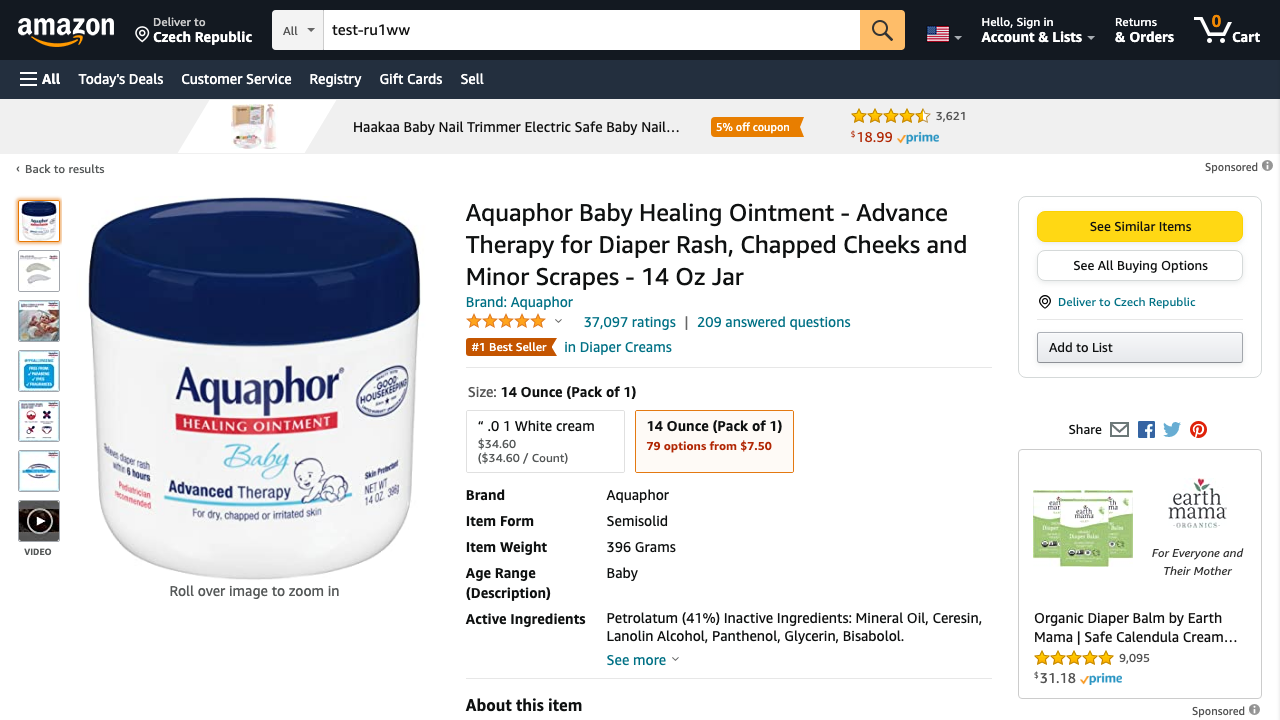 amazon
Deliver to
Czech Republic
All
test-ru1ww
Hello, Sign in
Account & Lists
Returns
& Orders
0
Cart
All
Today's Deals
Customer Service
Registry
Gift Cards
Sell
Haakaa Baby Nail Trimmer Electric Safe Baby Nail...
5% off coupon
3,621
$18.99 prime
‹ Back to results
Sponsored
Aquaphor
HEALING OINTMENT
Baby
Advanced Therapy
For dry, chapped or irritated skin
Relieves diaper rash
within 6 hours
Pediatrician
recommended
GOOD
HOUSEKEEPING
Skin Protectant
NET WT
14 OZ
Roll over image to zoom in
VIDEO
Aquaphor Baby Healing Ointment - Advance
Therapy for Diaper Rash, Chapped Cheeks and
Minor Scrapes - 14 Oz Jar
Brand: Aquaphor
37,097 ratings | 209 answered questions
#1 Best Seller in Diaper Creams
Size: 14 Ounce (Pack of 1)
“ .0 1 White cream
$34.60
($34.60 / Count)
14 Ounce (Pack of 1)
79 options from $7.50
Brand Aquaphor
Item Form Semisolid
Item Weight 396 Grams
Age Range Baby
(Description)
Active Ingredients Petrolatum (41%) Inactive Ingredients: Mineral Oil, Ceresin,
Lanolin Alcohol, Panthenol, Glycerin, Bisabolol.
See more
About this item
See Similar Items
See All Buying Options
Deliver to Czech Republic
Add to List
Share
earth
mama
ORGANICS
For Everyone and
Their Mother
Organic Diaper Balm by Earth
Mama | Safe Calendula Cream...
9,095
$31.18 prime
Sponsored